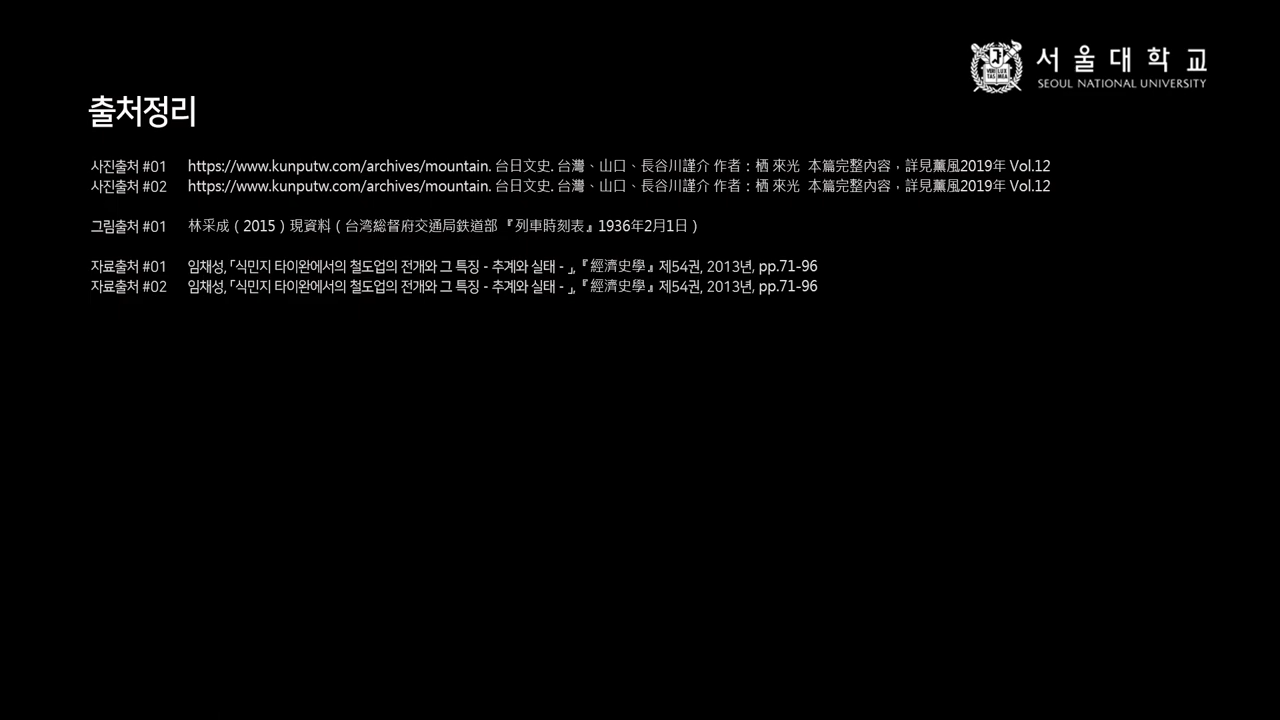 서울대학교
SEOUL NATIONAL UNIVERSITY
출처정리
사진출처 #01 https://www.kunputw.com/archives/mountain. 台日文史. 台灣、山口、長谷川謹介 作者：栖 來光 本篇完整內容，詳見薰風2019年 Vol.12
사진출처 #02 https://www.kunputw.com/archives/mountain. 台日文史. 台灣、山口、長谷川謹介 作者：栖 來光 本篇完整內容，詳見薰風2019年 Vol.12
그림출처 #01 林采成（2015）現資料（台湾総督府交通局鉄道部『列車時刻表』1936年2月1日）
자료출처 #01 임채성, 「식민지 타이완에서의 철도업의 전개와 그 특징 - 추계와 실태 -」, 『經濟史學』 제54권, 2013년, pp.71-96
자료출처 #02 임채성, 「식민지 타이완에서의 철도업의 전개와 그 특징 - 추계와 실태 -」, 『經濟史學』 제54권, 2013년, pp.71-96